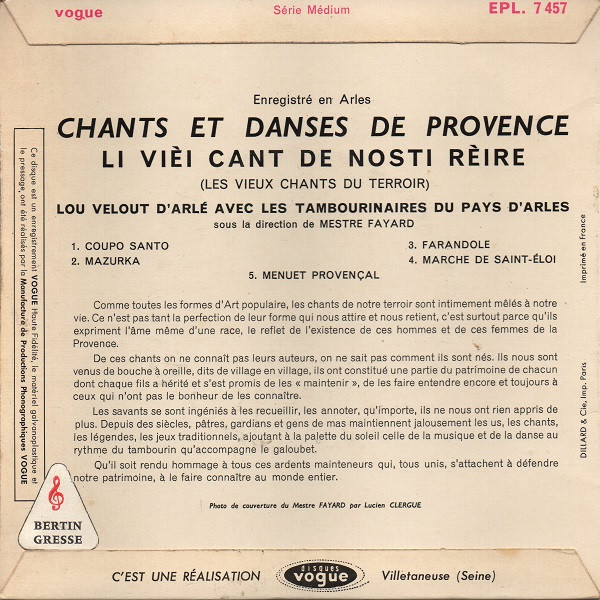 vogue
Série Médium
EPL. 7 457
Enregistré en Arles
CHANTS ET DANSES DE PROVENCE
LI VIÈI CANT DE NOSTI RÈIRE
(LES VIEUX CHANTS DU TERROIR)
LOU VELOUT D'ARLÉ AVEC LES TAMBOURINAIRES DU PAYS D'ARLES
sous la direction de MESTRE FAYARD
1. COUPO SANTO
2. MAZURKA
3. FARANDOLE
4. MARCHE DE SAINT-ÉLOI
5. MENUET PROVENÇAL
Comme toutes les formes d'Art populaire, les chants de notre terroir sont intimement mêlés à notre
vie. Ce n'est pas tant la perfection de leur forme qui nous attire et nous retient, c'est surtout parce qu'ils
expriment l'âme même d'une race, le reflet de l'existence de ces hommes et de ces femmes de la
Provence.
De ces chants on ne connaît pas leurs auteurs, on ne sait pas comment ils sont nés. Ils nous sont
venus de bouche à oreille, dits de village en village, ils ont constitué une partie du patrimoine de chacun
dont chaque fils a hérité et s'est promis de les « maintenir », de les faire entendre encore et toujours à
ceux qui n'ont pas le bonheur de les connaître.
Les savants se sont ingéniés à les recueillir, les annoter, qu'importe, ils ne nous ont rien appris de
plus. Depuis des siècles, pâtres, gardians et gens de mas maintiennent jalousement les us, les chants,
les légendes, les jeux traditionnels, ajoutant à la palette du soleil celle de la musique et de la danse au
rythme du tambourin qu'accompagne le galoubet.
Qu'il soit rendu hommage à tous ces ardents mainteneurs qui, tous unis, s'attachent à défendre
notre patrimoine, à le faire connaître au monde entier.
Photo de couverture du Mestre FAYARD par Lucien CLERGUE
Ce disque est un enregistrement VOGUE Haute Fidélité, le matériel galvanoplastique et
le pressage, ont été réalisés par la Manufacture de Productions Phonographiques VOGUE
Imprimé en France
DILLARD & Cie, Imp. Paris
BERTIN
GRESSE
C'EST UNE RÉALISATION
disques
vogue
Villetaneuse (Seine)